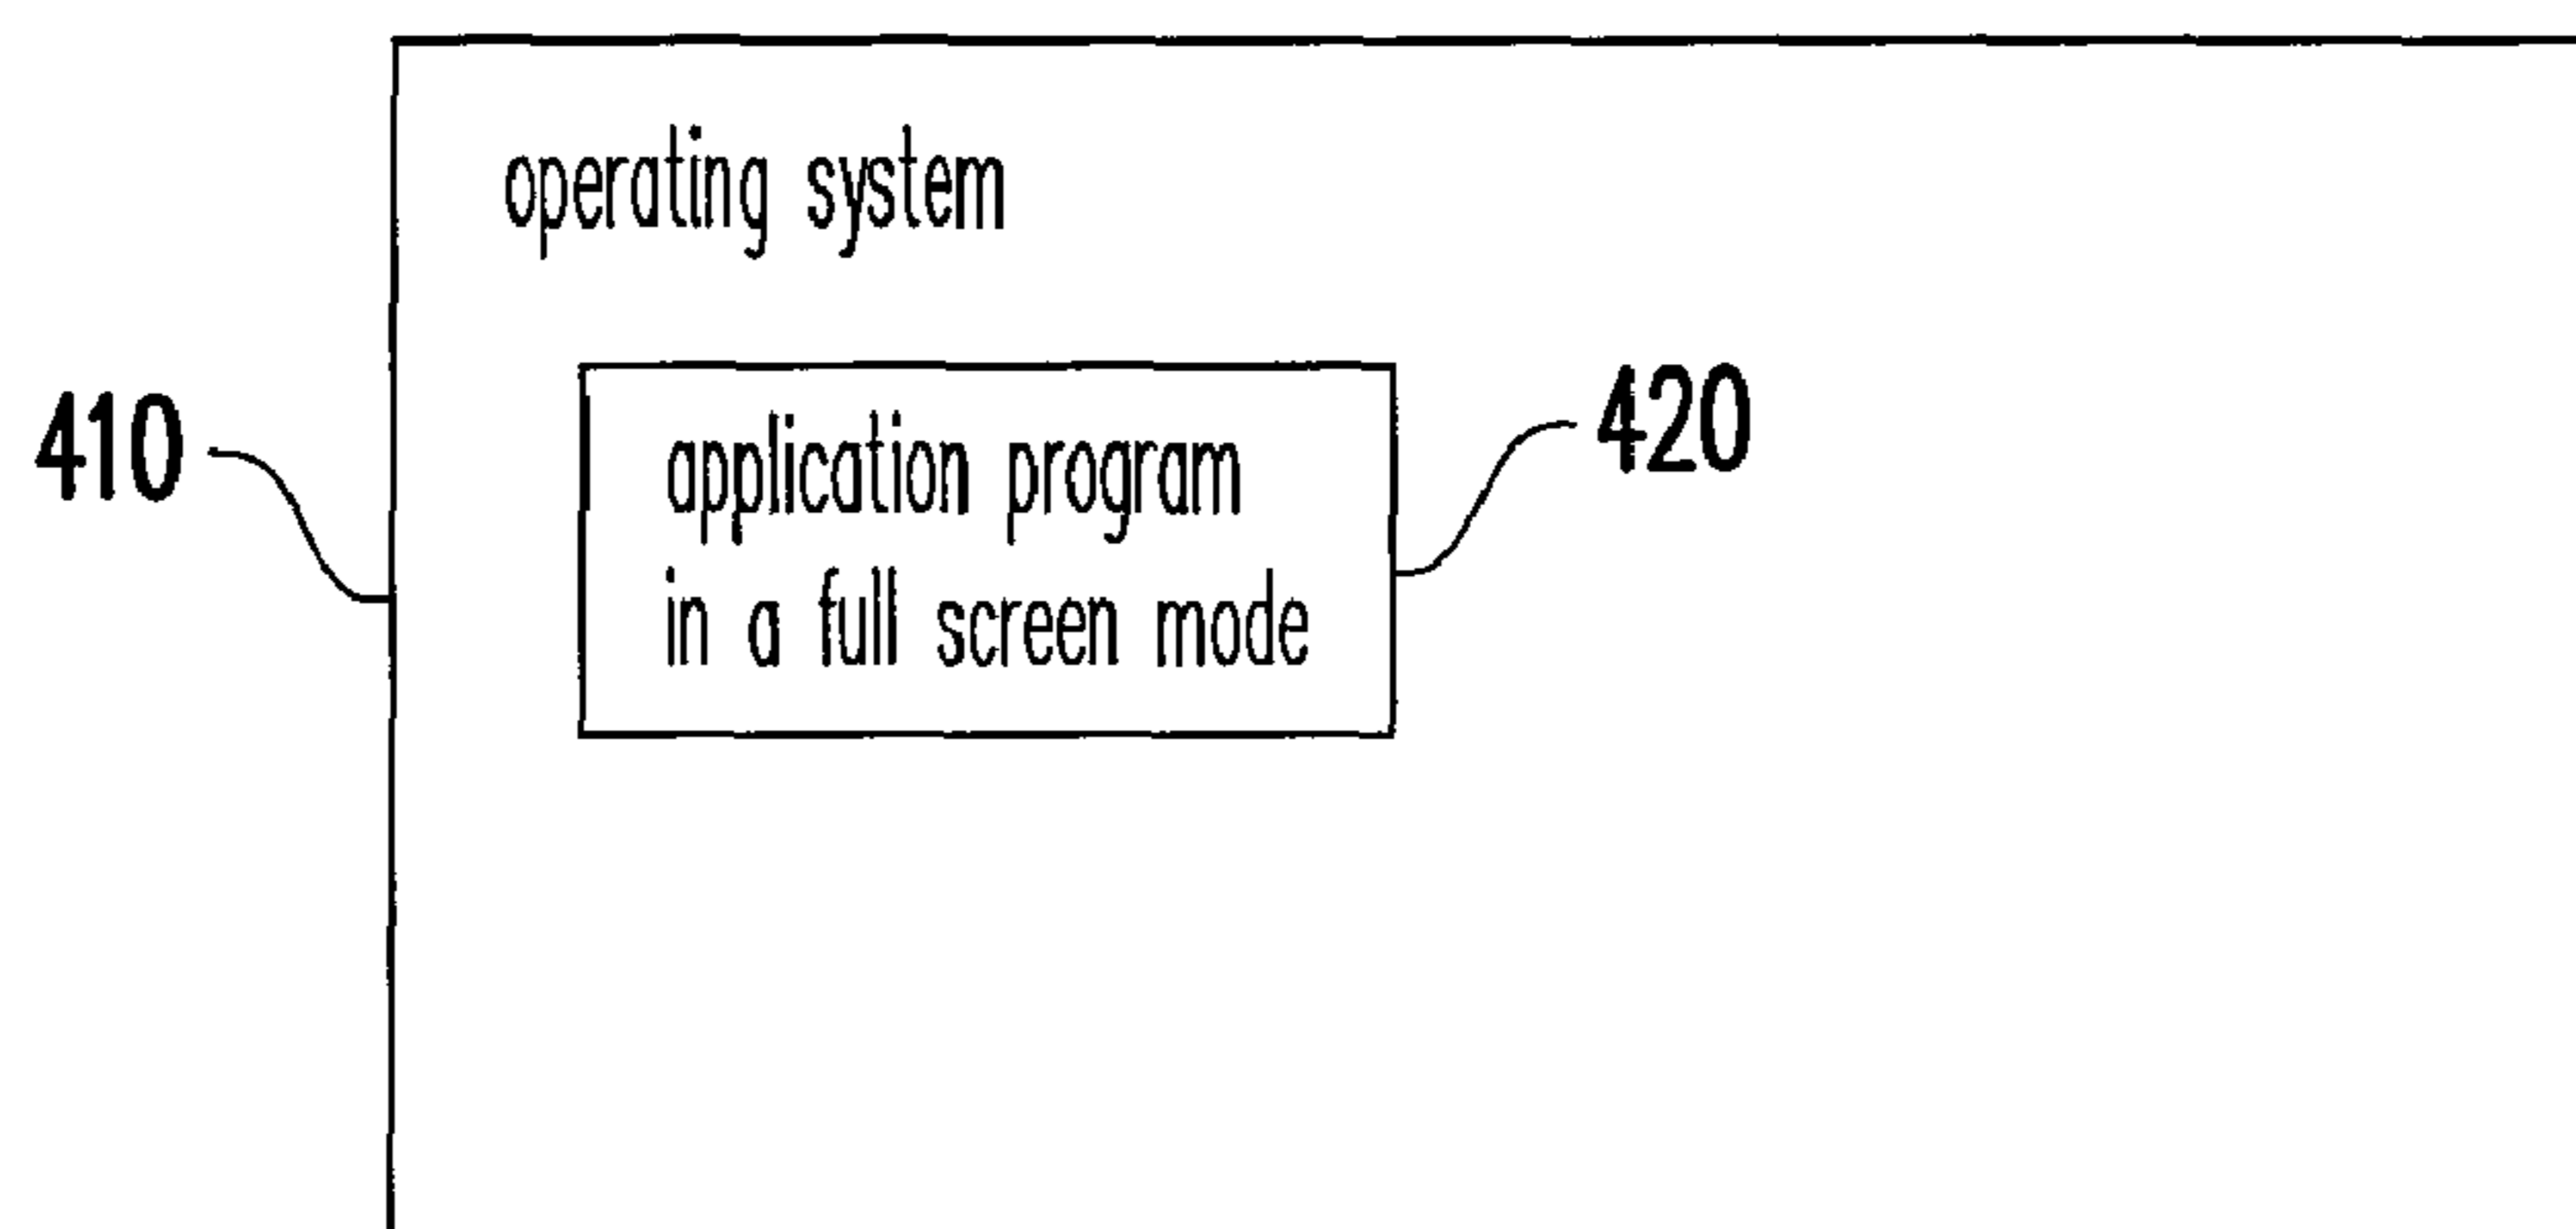 operating system
410
420
application program
in a full screen mode